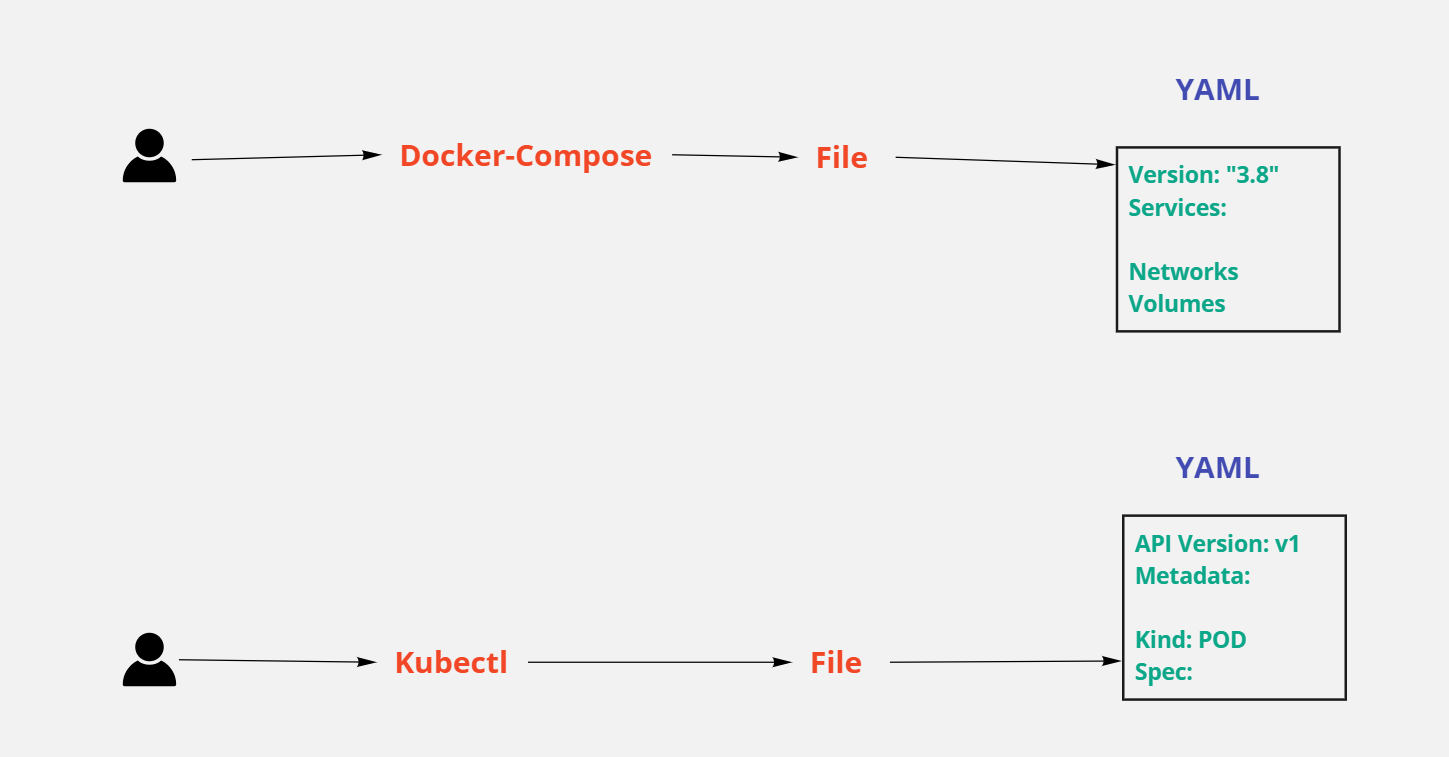 YAML
Docker-Compose
File
Version: "3.8"
Services:
Networks
Volumes
YAML
Kubectl
File
API Version: v1
Metadata:
Kind: POD
Spec: